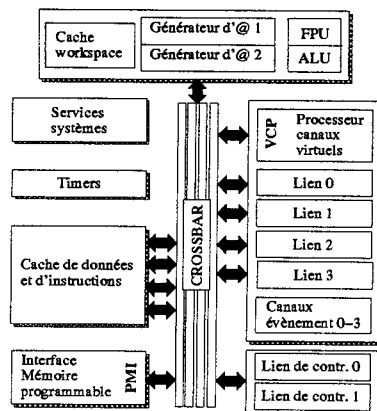 Cache
workspace
Générateur d'@ 1
Générateur d'@ 2
FPU
ALU
Services
systèmes
Timers
Cache de données
et d'instructions
Interface
Mémoire
programmable
PMI
CROSSBAR
VCP
Processeur
canaux
virtuels
Lien 0
Lien 1
Lien 2
Lien 3
Canaux
évènement 0-3
Lien de contr. 0
Lien de contr. 1